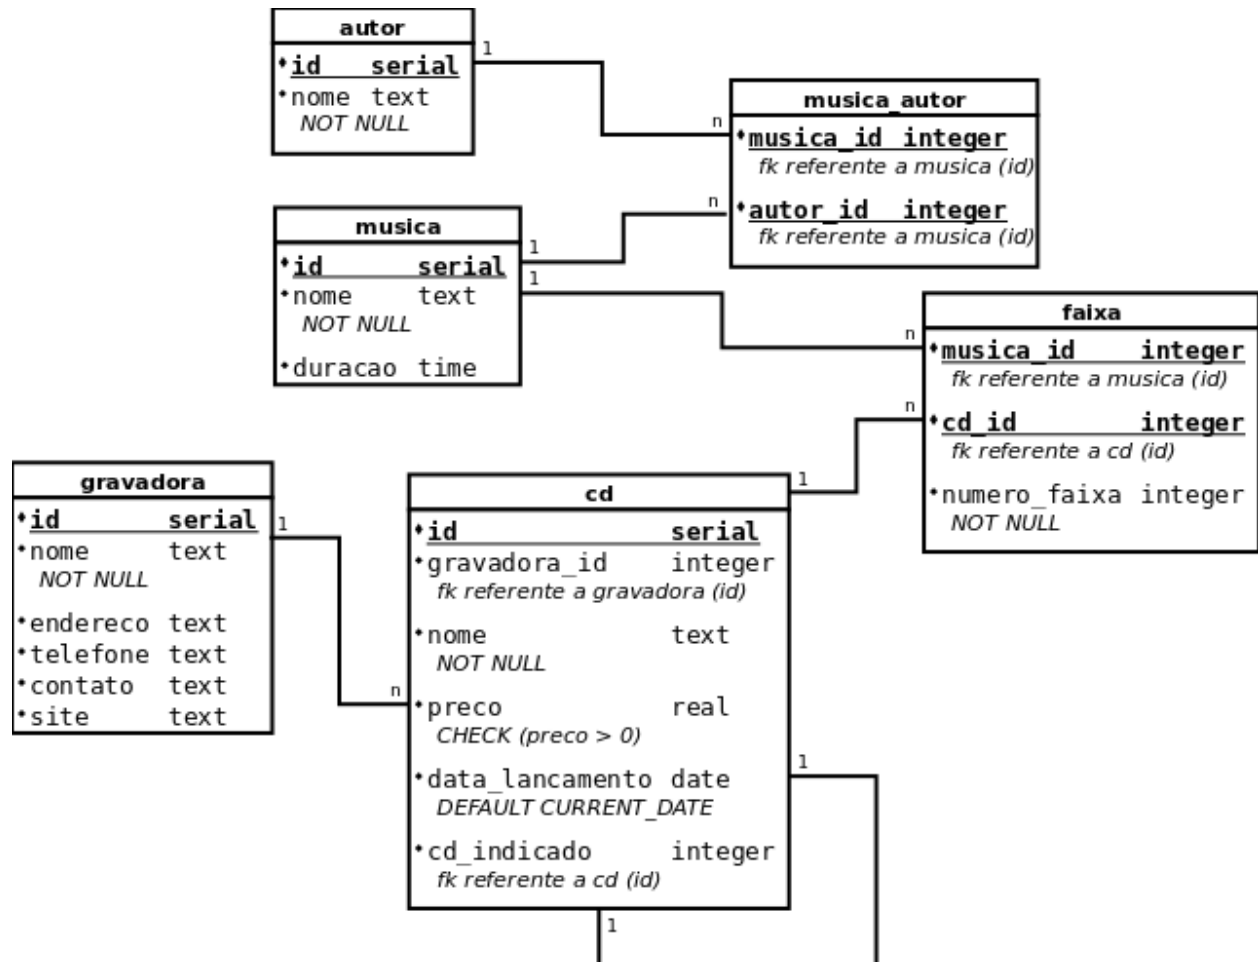 autor
id serial
nome text
NOT NULL
1
musica_autor
n
musica_id integer
fk referente a musica (id)
n
autor_id integer
fk referente a musica (id)
musica
id serial
nome text
NOT NULL
duracao time
1
1
faixa
n
musica_id integer
fk referente a musica (id)
n
cd_id integer
fk referente a cd (id)
numero_faixa integer
NOT NULL
gravadora
id serial
nome text
NOT NULL
endereco text
telefone text
contato text
site text
1
n
cd
1
id serial
gravadora_id integer
fk referente a gravadora (id)
nome text
NOT NULL
preco real
CHECK (preco > 0)
data_lancamento date
DEFAULT CURRENT_DATE
cd_indicado integer
fk referente a cd (id)
1
1